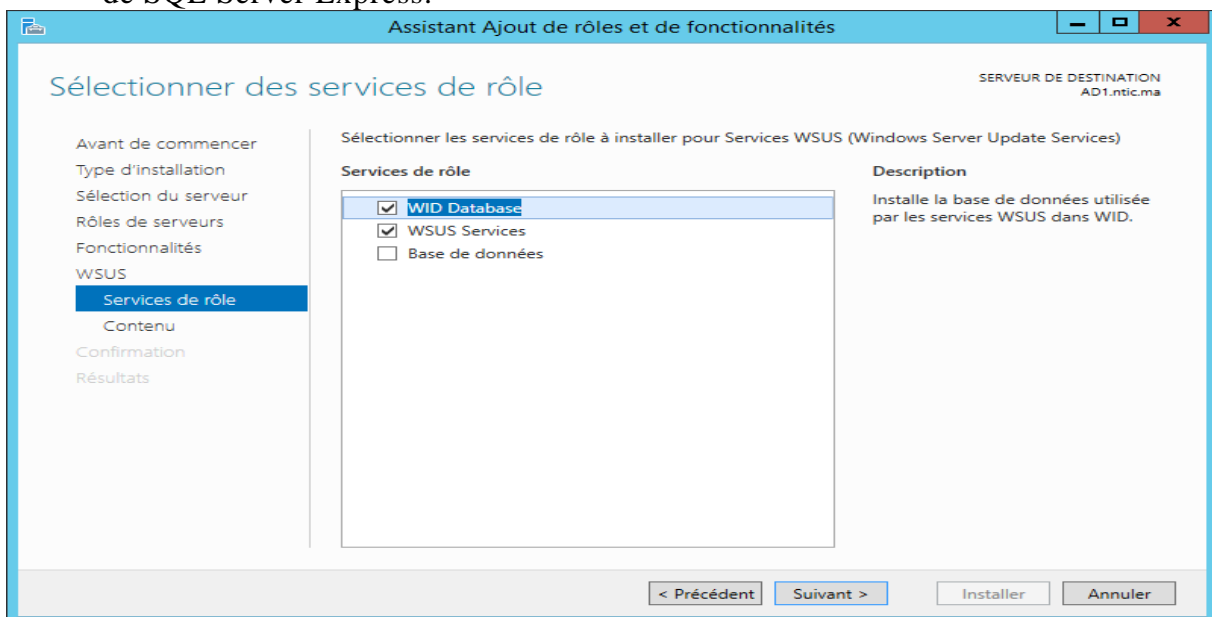 de SQL Server Express.
Assistant Ajout de rôles et de fonctionnalités
Sélectionner des services de rôle
SERVEUR DE DESTINATION
AD1.ntic.ma
Avant de commencer
Type d'installation
Sélection du serveur
Rôles de serveurs
Fonctionnalités
WSUS
Services de rôle
Contenu
Confirmation
Résultats
Sélectionner les services de rôle à installer pour Services WSUS (Windows Server Update Services)
Services de rôle
WID Database
WSUS Services
Base de données
Description
Installe la base de données utilisée
par les services WSUS dans WID.
< Précédent
Suivant >
Installer
Annuler